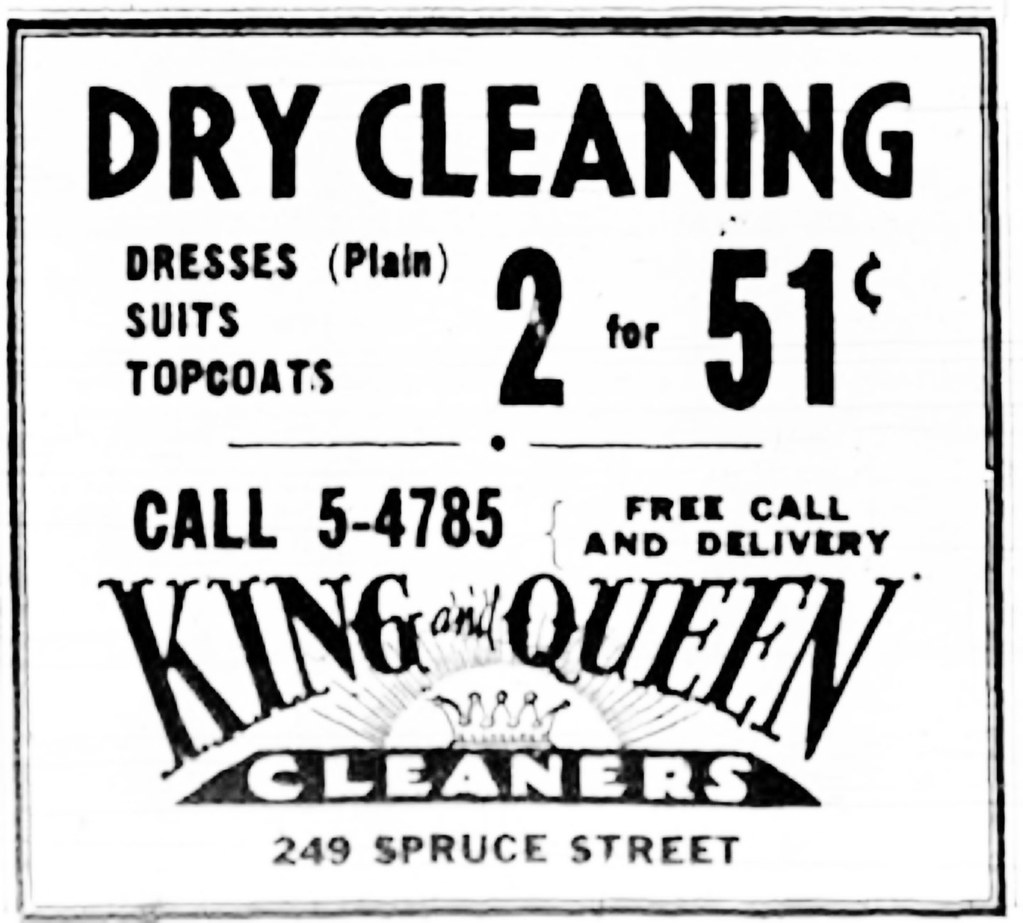 DRY CLEANING
DRESSES (Plain)
SUITS
TOPCOATS
2 for 51¢
CALL 5-4785
FREE CALL
AND DELIVERY
KING and QUEEN
CLEANERS
249 SPRUCE STREET